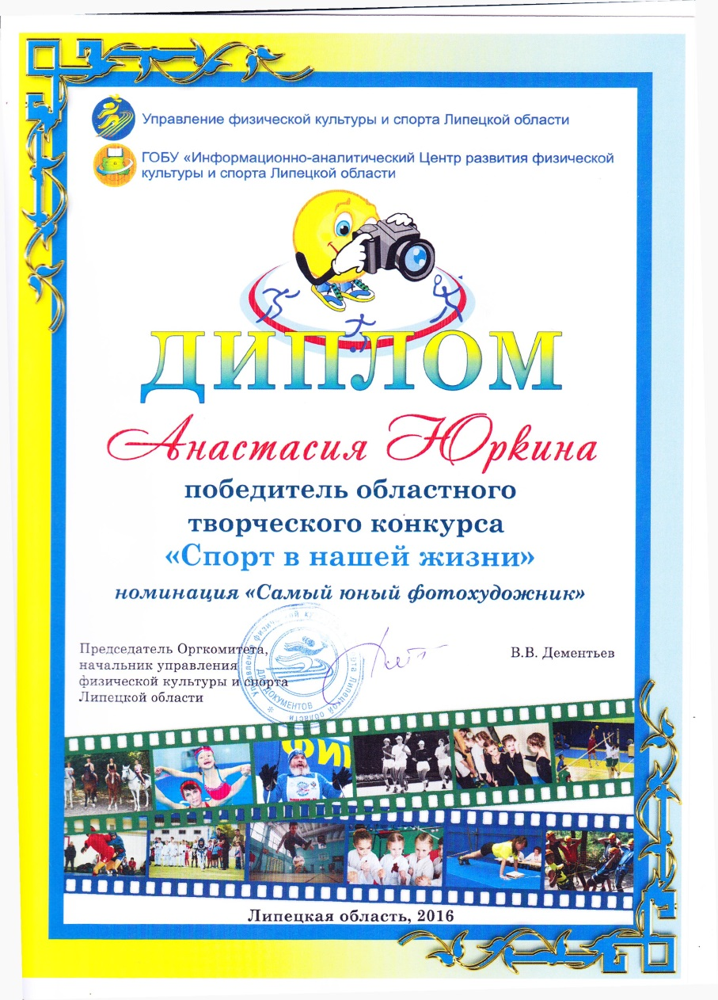 Управление физической культуры и спорта Липецкой области
ГОБУ «Информационно-аналитический Центр развития физической
культуры и спорта Липецкой области
ДИПЛОМ
Анастасия Юркина
победитель областного
творческого конкурса
«Спорт в нашей жизни»
номинация «Самый юный фотохудожник»
Председатель Оргкомитета,
начальник управления
физической культуры и спорта
Липецкой области
В.В. Дементьев
ДЛЯ ДОКУМЕНТОВ
Липецкая область, 2016